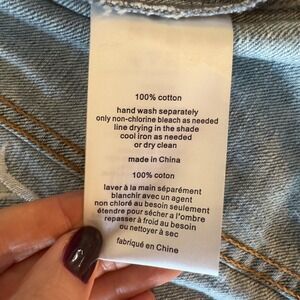 100% cotton
hand wash separately
only non-chlorine bleach as needed
line drying in the shade
cool iron as needed
or dry clean
made in China
100% coton
laver à la main séparément
blanchir avec un agent
non chloré au besoin seulement
étendre pour sécher a l'ombre
repasser à froid au besoin
ou nettoyer à sec
fabriqué en Chine